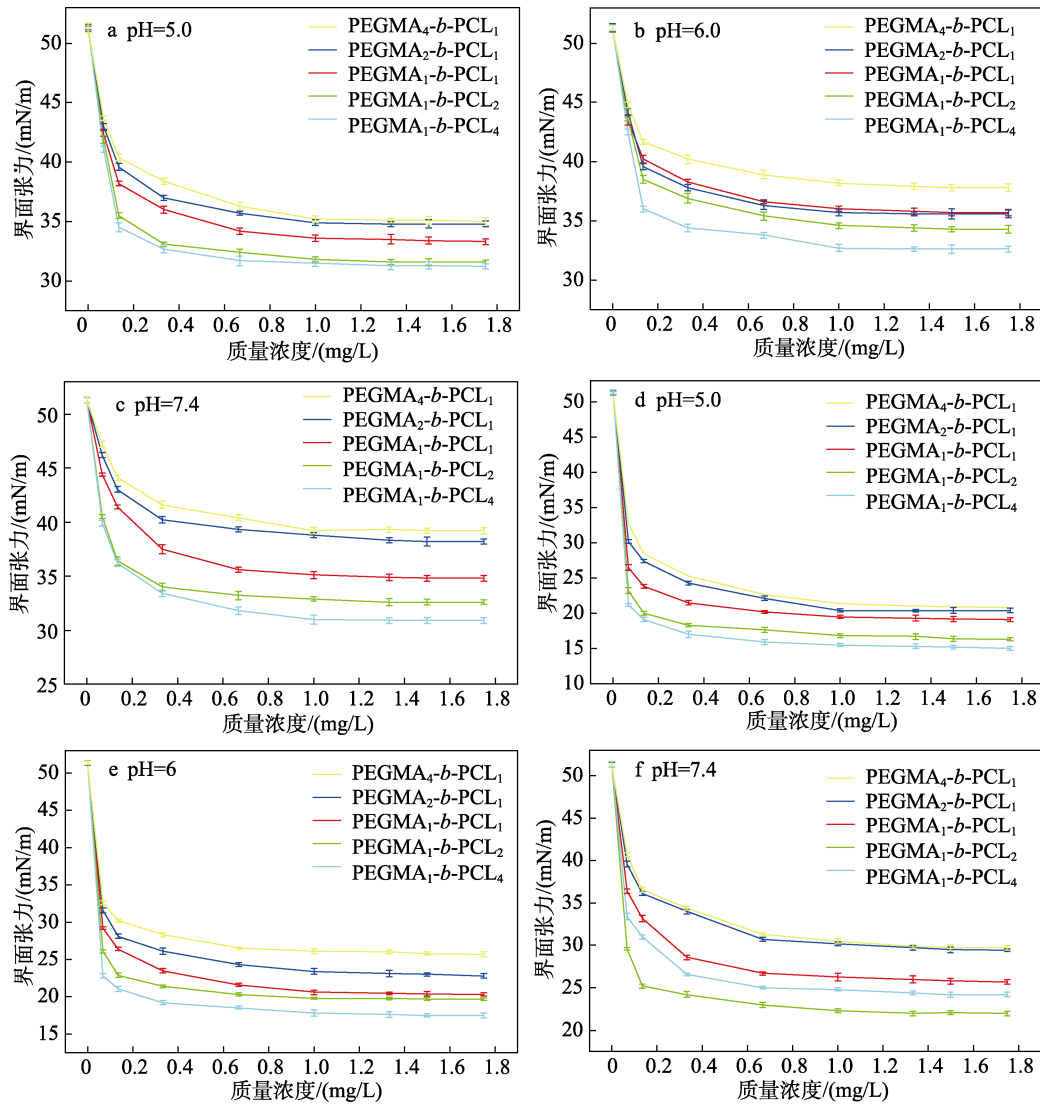 a pH=5.0
PEGMA₄-b-PCL₁
PEGMA₂-b-PCL₁
PEGMA₁-b-PCL₁
PEGMA₁-b-PCL₂
PEGMA₁-b-PCL₄
界面张力/(mN/m)
50
45
40
35
30
0 0.2 0.4 0.6 0.8 1.0 1.2 1.4 1.6 1.8
质量浓度/(mg/L)
b pH=6.0
PEGMA₄-b-PCL₁
PEGMA₂-b-PCL₁
PEGMA₁-b-PCL₁
PEGMA₁-b-PCL₂
PEGMA₁-b-PCL₄
界面张力/(mN/m)
50
45
40
35
30
0 0.2 0.4 0.6 0.8 1.0 1.2 1.4 1.6 1.8
质量浓度/(mg/L)
c pH=7.4
PEGMA₄-b-PCL₁
PEGMA₂-b-PCL₁
PEGMA₁-b-PCL₁
PEGMA₁-b-PCL₂
PEGMA₁-b-PCL₄
界面张力/(mN/m)
50
45
40
35
30
25
0 0.2 0.4 0.6 0.8 1.0 1.2 1.4 1.6 1.8
质量浓度/(mg/L)
d pH=5.0
PEGMA₄-b-PCL₁
PEGMA₂-b-PCL₁
PEGMA₁-b-PCL₁
PEGMA₁-b-PCL₂
PEGMA₁-b-PCL₄
界面张力/(mN/m)
50
45
40
35
30
25
20
15
10
0 0.2 0.4 0.6 0.8 1.0 1.2 1.4 1.6 1.8
质量浓度/(mg/L)
e pH=6
PEGMA₄-b-PCL₁
PEGMA₂-b-PCL₁
PEGMA₁-b-PCL₁
PEGMA₁-b-PCL₂
PEGMA₁-b-PCL₄
界面张力/(mN/m)
50
45
40
35
30
25
20
15
0 0.2 0.4 0.6 0.8 1.0 1.2 1.4 1.6 1.8
质量浓度/(mg/L)
f pH=7.4
PEGMA₄-b-PCL₁
PEGMA₂-b-PCL₁
PEGMA₁-b-PCL₁
PEGMA₁-b-PCL₂
PEGMA₁-b-PCL₄
界面张力/(mN/m)
50
45
40
35
30
25
20
0 0.2 0.4 0.6 0.8 1.0 1.2 1.4 1.6 1.8
质量浓度/(mg/L)